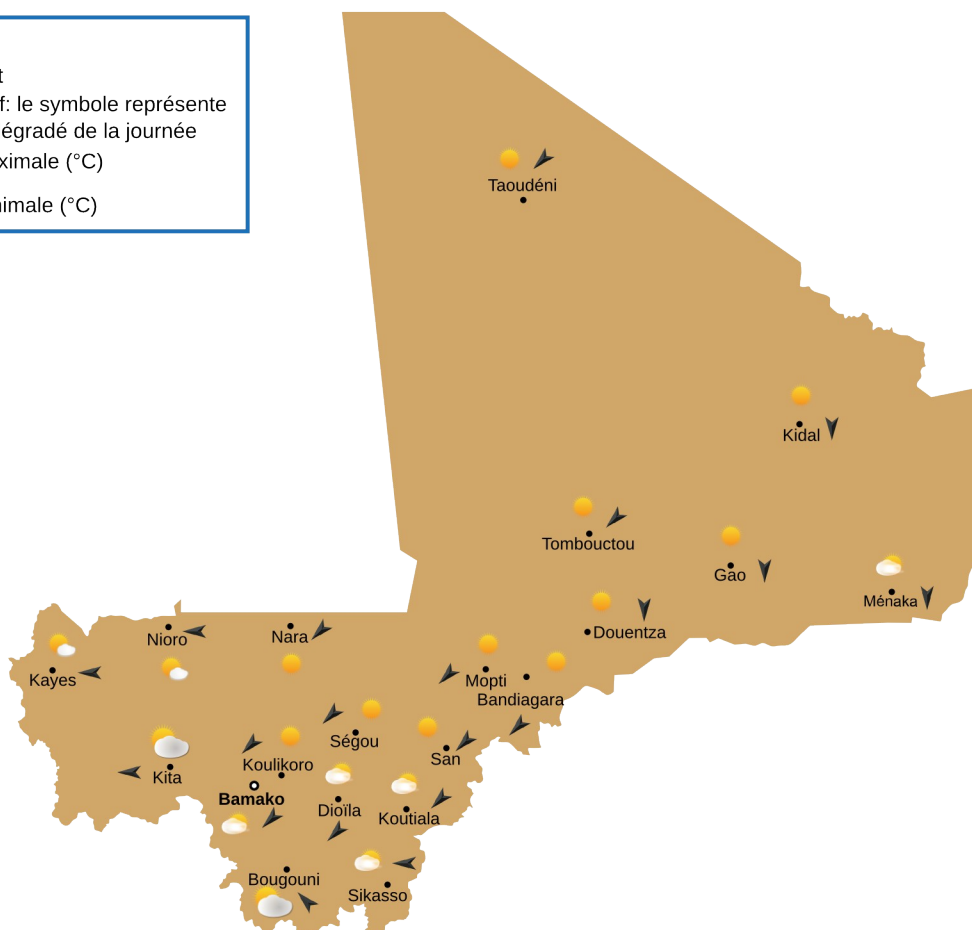 t
f: le symbole représente
égradé de la journée
ximale (°C)
nimale (°C)
Taoudéni
Kidal
Tombouctou
Gao
Ménaka
Douentza
Nioro
Nara
Kayes
Mopti
Bandiagara
Ségou
San
Koulikoro
Kita
Bamako
Dioïla
Koutiala
Bougouni
Sikasso